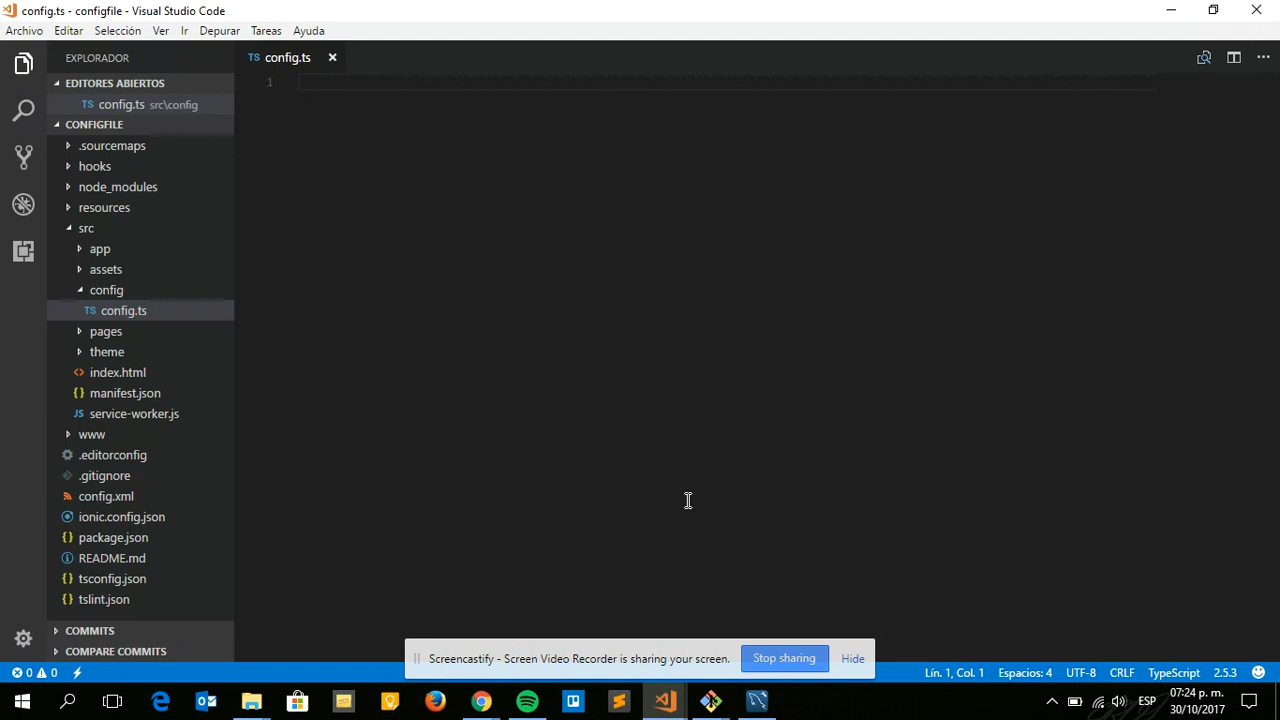 config.ts - configfile - Visual Studio Code
Archivo Editar Selección Ver Ir Depurar Tareas Ayuda
EXPLORADOR
EDITORES ABIERTOS
TS config.ts src\config
CONFIGFILE
.sourcemaps
hooks
node_modules
resources
src
app
assets
config
TS config.ts
pages
theme
<> index.html
{} manifest.json
JS service-worker.js
www
.editorconfig
.gitignore
config.xml
ionic.config.json
{} package.json
README.md
{} tsconfig.json
{} tslint.json
COMMITS
COMPARE COMMITS
TS config.ts
1
Screencastify - Screen Video Recorder is sharing your screen. Stop sharing Hide
0 0 Lín. 1, Col. 1 Espacios: 4 UTF-8 CRLF TypeScript 2.5.3
ESP
07:24 p. m.
30/10/2017